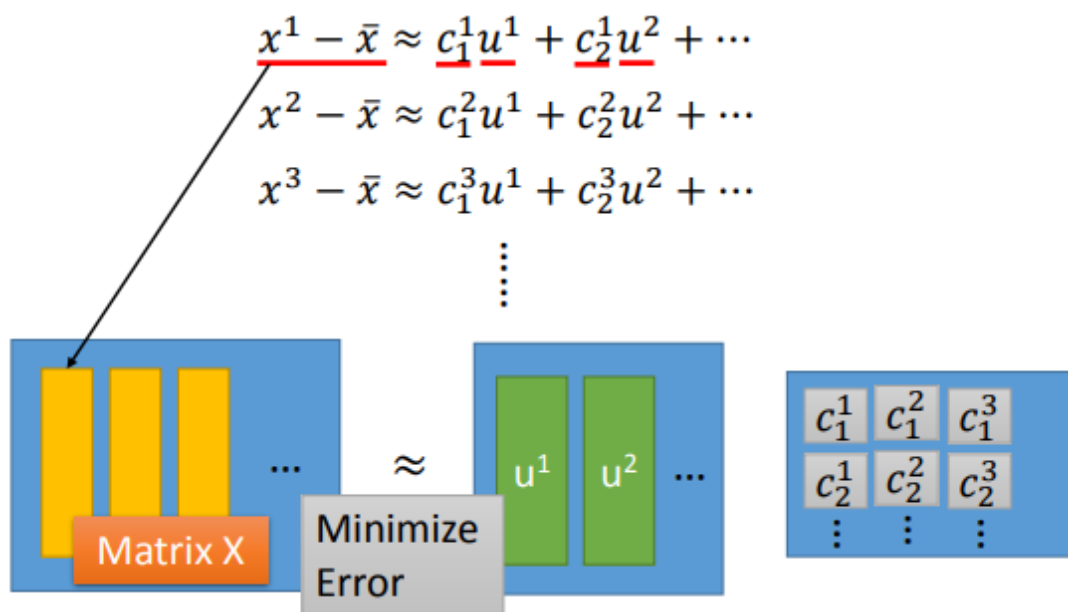 x¹ − x̄ ≈ c₁¹u¹ + c₂¹u² + ⋯
x² − x̄ ≈ c₁²u¹ + c₂²u² + ⋯
x³ − x̄ ≈ c₁³u¹ + c₂³u² + ⋯
⋮
... ≈ u¹ u² ... c₁¹ c₁² c₁³
c₂¹ c₂² c₂³
⋮ ⋮ ⋮
Matrix X
Minimize
Error